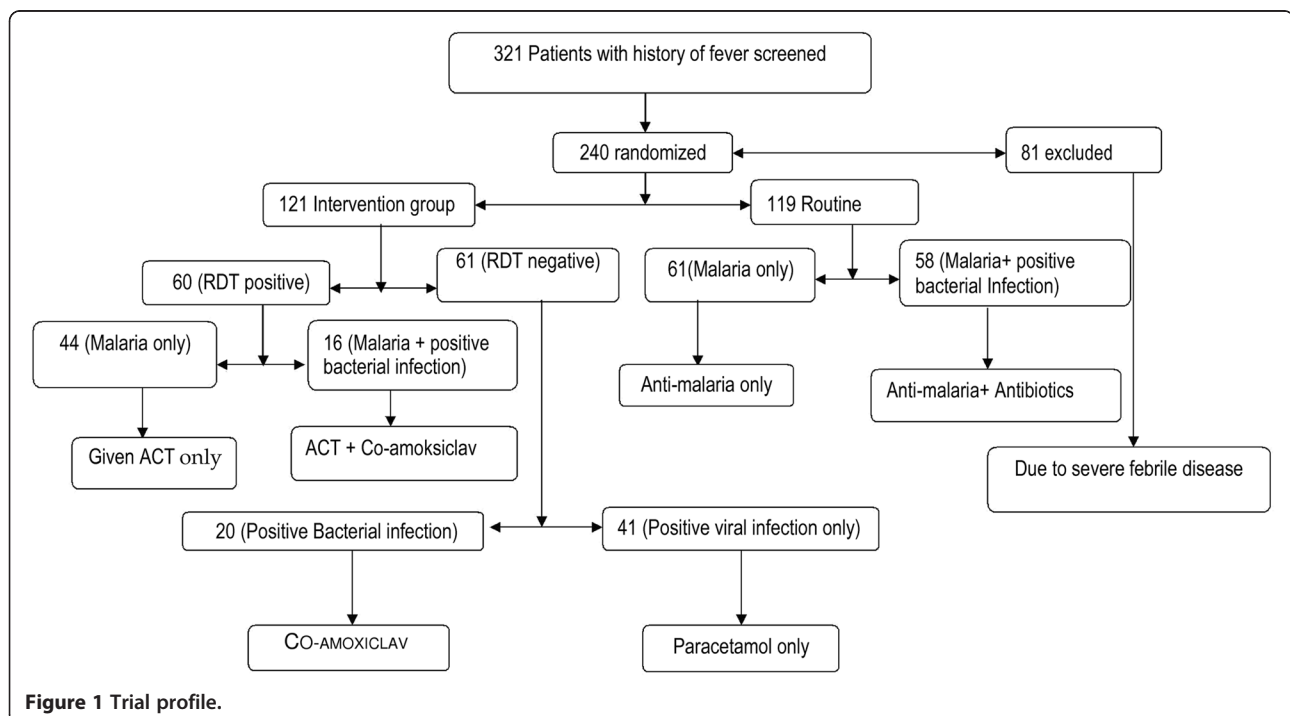 321 Patients with history of fever screened
240 randomized
81 excluded
121 Intervention group
119 Routine
60 (RDT positive)
61 (RDT negative)
61(Malaria only)
58 (Malaria+ positive
bacterial Infection)
44 (Malaria only)
16 (Malaria + positive
bacterial infection)
Anti-malaria only
Anti-malaria+ Antibiotics
Given ACT only
ACT + Co-amoksiclav
Due to severe febrile disease
20 (Positive Bacterial infection)
41 (Positive viral infection only)
CO-AMOXICLAV
Paracetamol only
Figure 1 Trial profile.